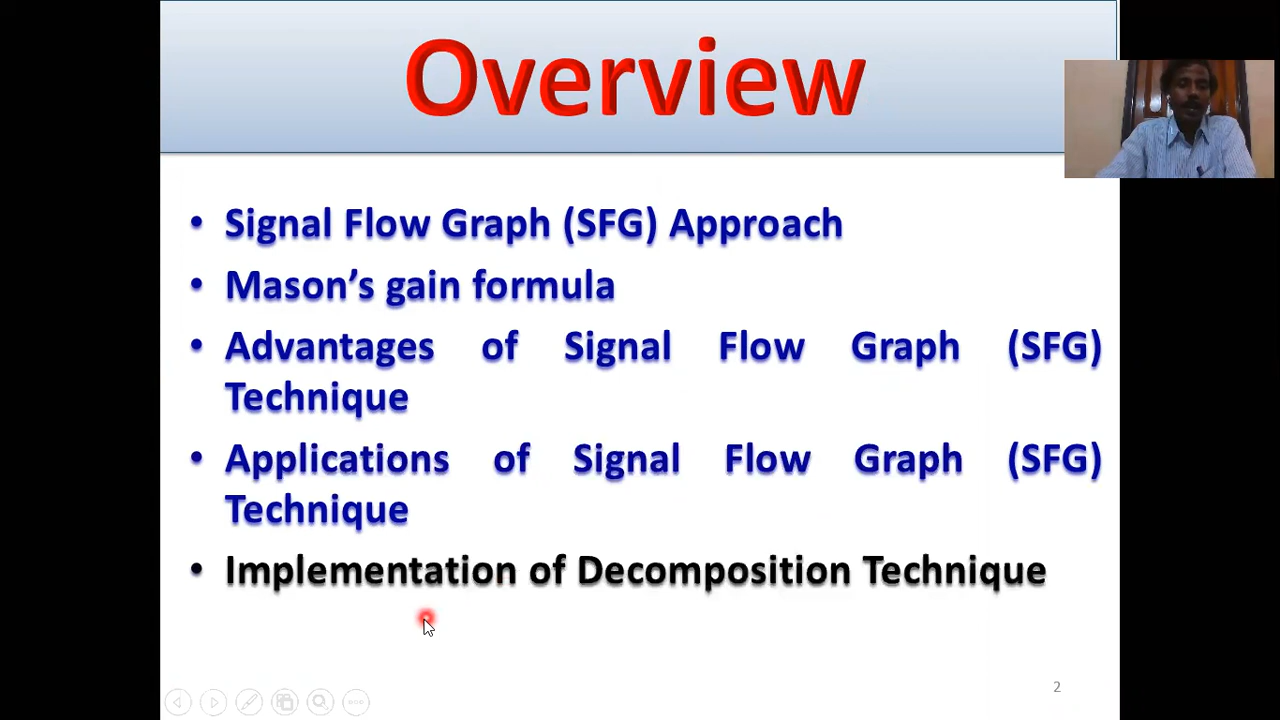 Overview
• Signal Flow Graph (SFG) Approach
• Mason’s gain formula
• Advantages of Signal Flow Graph (SFG)
Technique
• Applications of Signal Flow Graph (SFG)
Technique
• Implementation of Decomposition Technique
2